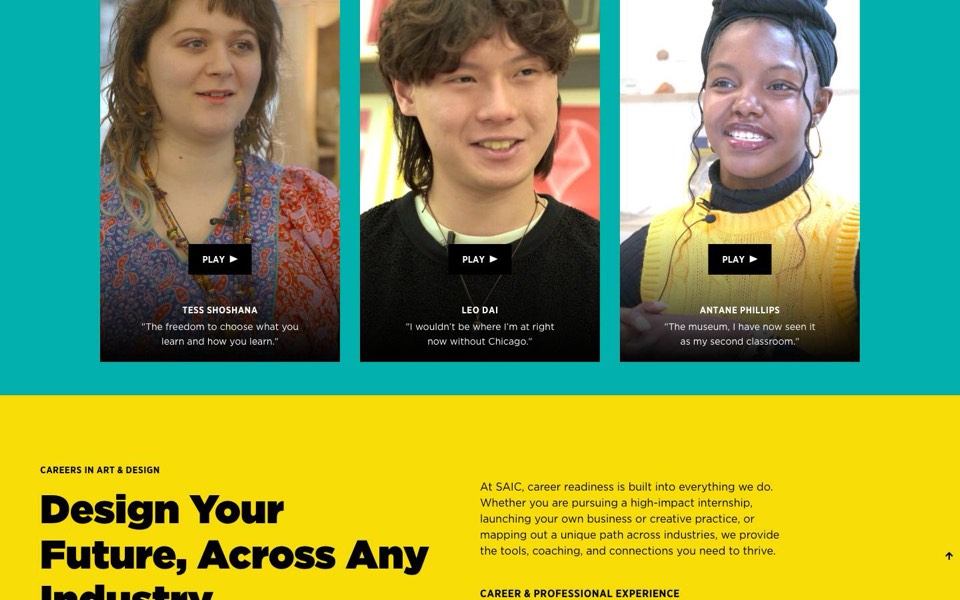 PLAY
TESS SHOSHANA
"The freedom to choose what you
learn and how you learn."
PLAY
LEO DAI
"I wouldn't be where I'm at right
now without Chicago."
PLAY
ANTANE PHILLIPS
"The museum, I have now seen it
as my second classroom."
CAREERS IN ART & DESIGN
Design Your
Future, Across Any
Industry
At SAIC, career readiness is built into everything we do.
Whether you are pursuing a high-impact internship,
launching your own business or creative practice, or
mapping out a unique path across industries, we provide
the tools, coaching, and connections you need to thrive.
CAREER & PROFESSIONAL EXPERIENCE